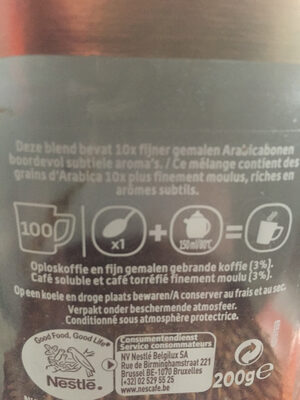 Deze blend bevat 10x fijner gemalen Arabicabonen
boordevol subtiele aroma's. / Ce mélange contient des
grains d'Arabica 10x plus finement moulus, riches en
arômes subtils.
100
x1
+
150 ml/80°C
=
Oploskoffie en fijn gemalen gebrande koffie (3%).
Café soluble et café torréfié finement moulu (3%).
Op een koele en droge plaats bewaren/A conserver au frais et au sec.
Verpakt onder beschermende atmosfeer.
Conditionné sous atmosphère protectrice.
Good Food, Good Life
Nestlé
Consumentendienst
Service consommateurs
NV Nestlé Belgilux SA
Rue de Birminghamstraat 221
Brussel BE-1070 Bruxelles
(+32) 02 529 55 25
www.nescafe.be
200g e